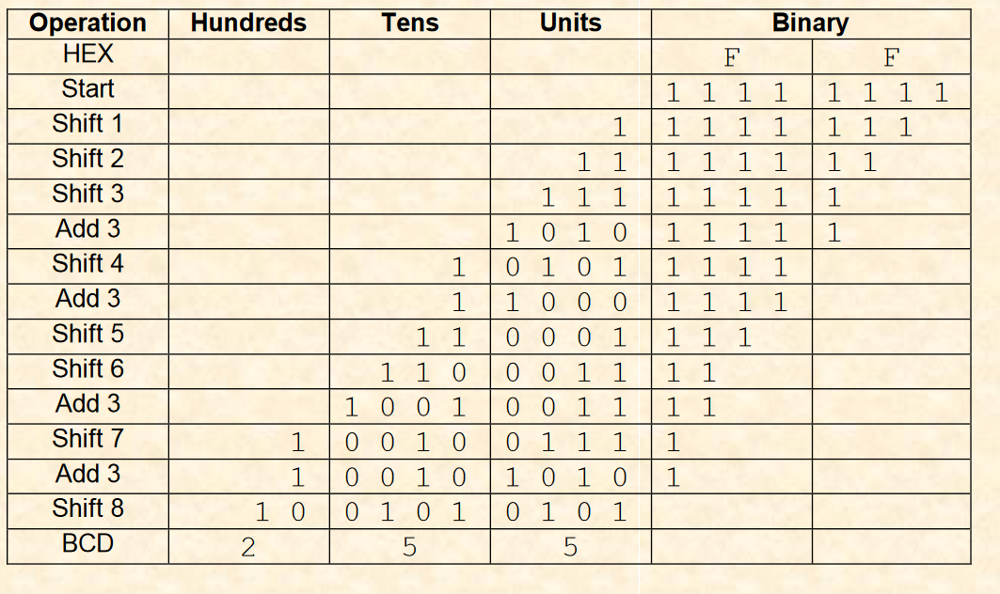 Operation Hundreds Tens Units Binary
HEX F F
Start 1 1 1 1 1 1 1 1
Shift 1 1 1 1 1 1 1 1 1
Shift 2 1 1 1 1 1 1 1 1
Shift 3 1 1 1 1 1 1 1 1
Add 3 1 0 1 0 1 1 1 1 1
Shift 4 1 0 1 0 1 1 1 1 1
Add 3 1 1 0 0 0 1 1 1 1
Shift 5 1 1 0 0 0 1 1 1 1
Shift 6 1 1 0 0 0 1 1 1 1
Add 3 1 0 0 1 0 0 1 1 1 1
Shift 7 1 0 0 1 0 0 1 1 1 1
Add 3 1 0 0 1 0 1 0 1 0 1
Shift 8 1 0 0 1 0 1 0 1 0 1
BCD 2 5 5